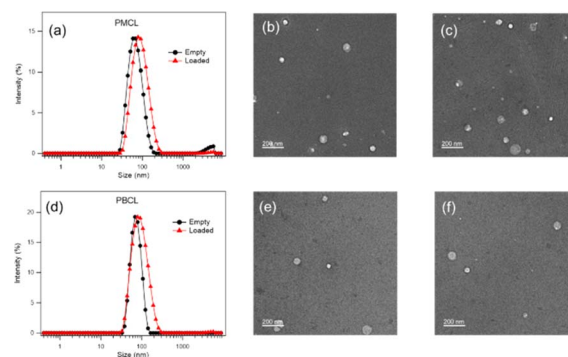 PMCL
(a)
Empty
Loaded
Intensity (%)
15
10
5
0
1
10
100
1000
Size (nm)
(b)
200 nm
(c)
200 nm
PBCL
(d)
Empty
Loaded
Intensity (%)
20
15
10
5
0
1
10
100
1000
Size (nm)
(e)
200 nm
(f)
200 nm